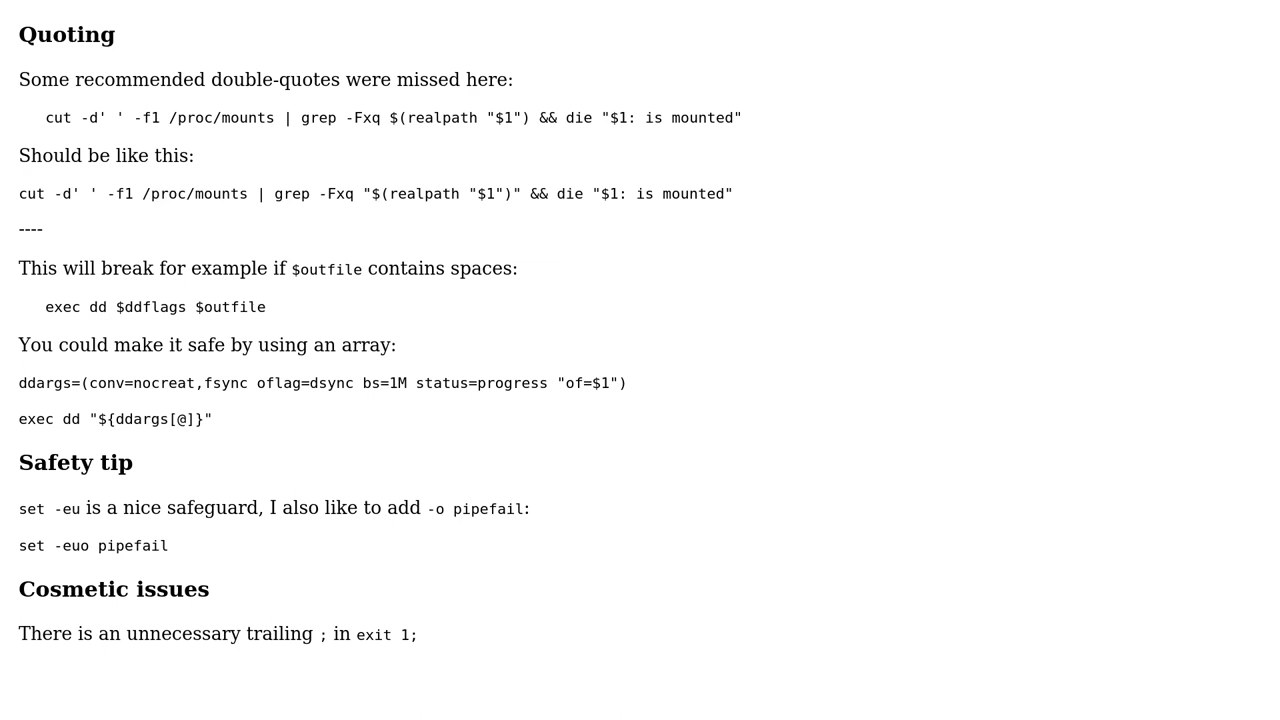 Quoting
Some recommended double-quotes were missed here:
cut -d' ' -f1 /proc/mounts | grep -Fxq $(realpath "$1") && die "$1: is mounted"
Should be like this:
cut -d' ' -f1 /proc/mounts | grep -Fxq "$(realpath "$1")" && die "$1: is mounted"
----
This will break for example if $outfile contains spaces:
exec dd $ddflags $outfile
You could make it safe by using an array:
ddargs=(conv=nocreat,fsync oflag=dsync bs=1M status=progress "of=$1")
exec dd "${ddargs[@]}"
Safety tip
set -eu is a nice safeguard, I also like to add -o pipefail:
set -euo pipefail
Cosmetic issues
There is an unnecessary trailing ; in exit 1;